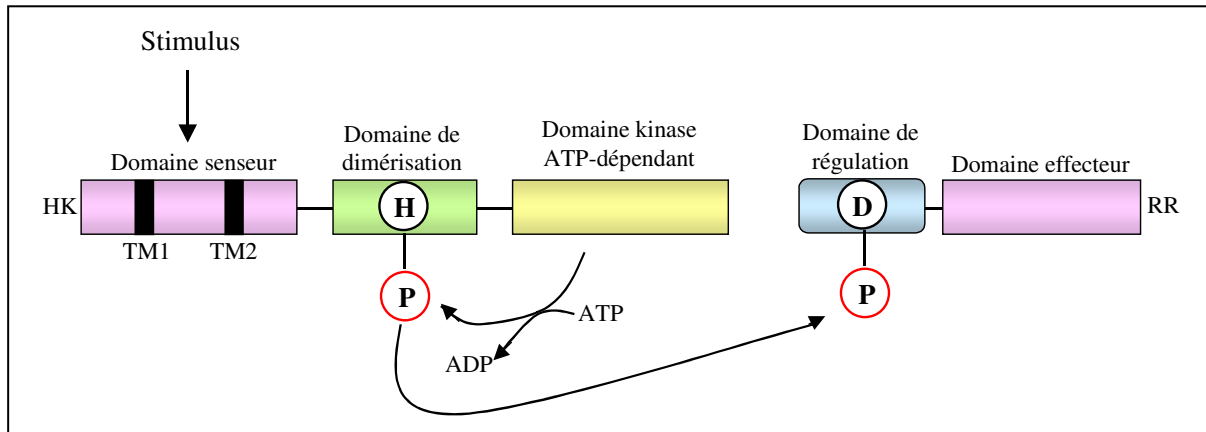 Stimulus
Domaine senseur
Domaine de
dimérisation
Domaine kinase
ATP-dépendant
Domaine de
régulation
Domaine effecteur
HK
H
D
RR
TM1
TM2
P
P
ATP
ADP